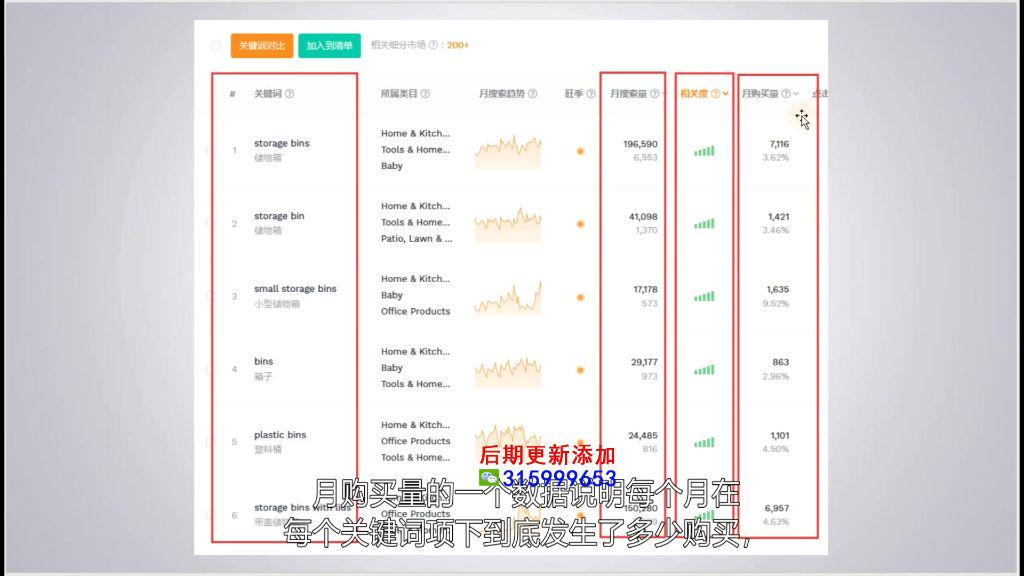 关键词对比 加入到清单 相关细分市场 : 200+
# 关键词 所属类目 月搜索趋势 旺季 月搜索量 相关度 月购买量 点击
1 storage bins Home & Kitch... 196,590 7,116
储物箱 Tools & Home... 6,553 3.62%
Baby
2 storage bin Home & Kitch... 41,098 1,421
储物箱 Tools & Home... 1,370 3.46%
Patio, Lawn & ...
3 small storage bins Home & Kitch... 17,178 1,635
小型储物箱 Baby 573 9.52%
Office Products
4 bins Home & Kitch... 29,177 863
箱子 Baby 973 2.96%
Tools & Home...
5 plastic bins Home & Kitch... 24,485 1,101
塑料桶 Office Products 816 4.50%
Tools & Home...
后期更新添加
315999653
6 storage bins with lids Home & Kitch... 6,957
Office Products 4.63%
月购买量的一个数据说明每个月在
每个关键词项下到底发生了多少购买,